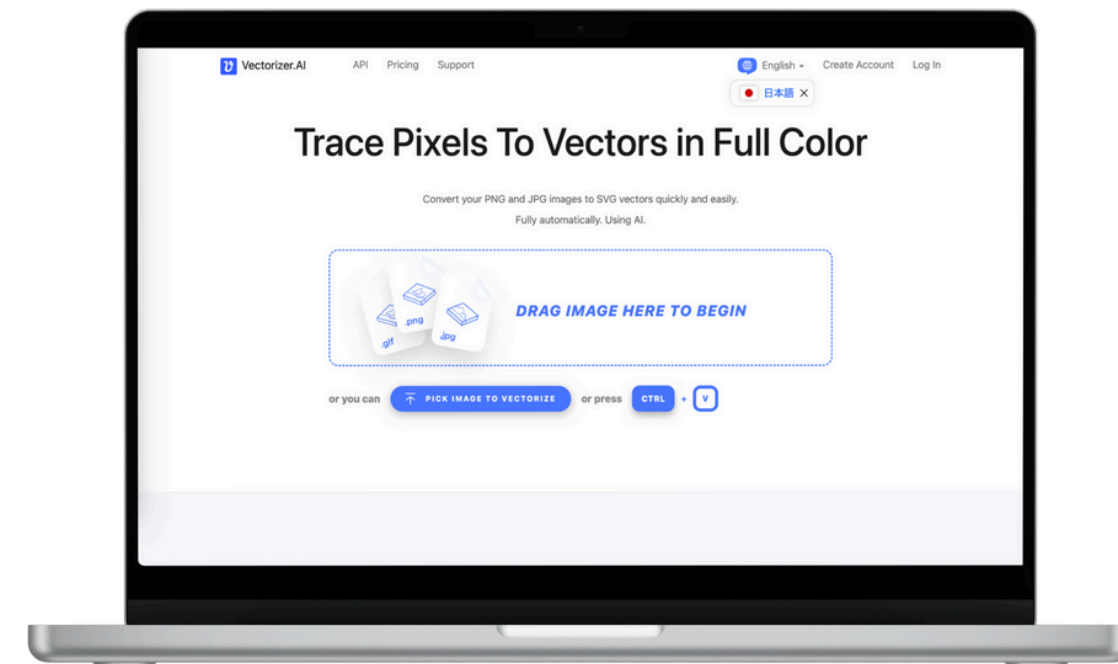 Vectorizer.AI API Pricing Support English Create Account Log In
日本語
Trace Pixels To Vectors in Full Color
Convert your PNG and JPG images to SVG vectors quickly and easily.
Fully automatically. Using AI.
.gif .png .jpg
DRAG IMAGE HERE TO BEGIN
or you can PICK IMAGE TO VECTORIZE or press CTRL + V